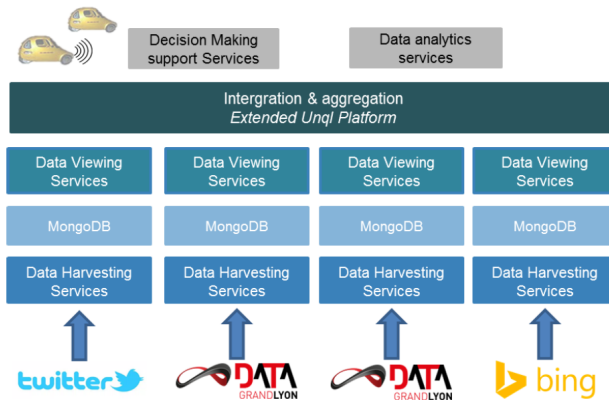 Decision Making
support Services
Data analytics
services
Intergration & aggregation
Extended Unql Platform
Data Viewing
Services
Data Viewing
Services
Data Viewing
Services
Data Viewing
Services
MongoDB
MongoDB
MongoDB
MongoDB
Data Harvesting
Services
Data Harvesting
Services
Data Harvesting
Services
Data Harvesting
Services
twitter
DATA
GRANDLYON
DATA
GRANDLYON
bing